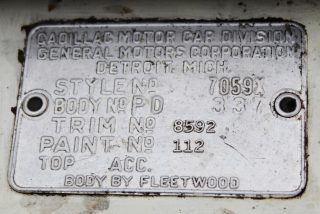 CADILLAC MOTOR CAR DIVISION
GENERAL MOTORS CORPORATION
DETROIT, MICH.
STYLE No 7059X
BODY No PD 337
TRIM No 8592
PAINT No 112
TOP ACC.
BODY BY FLEETWOOD